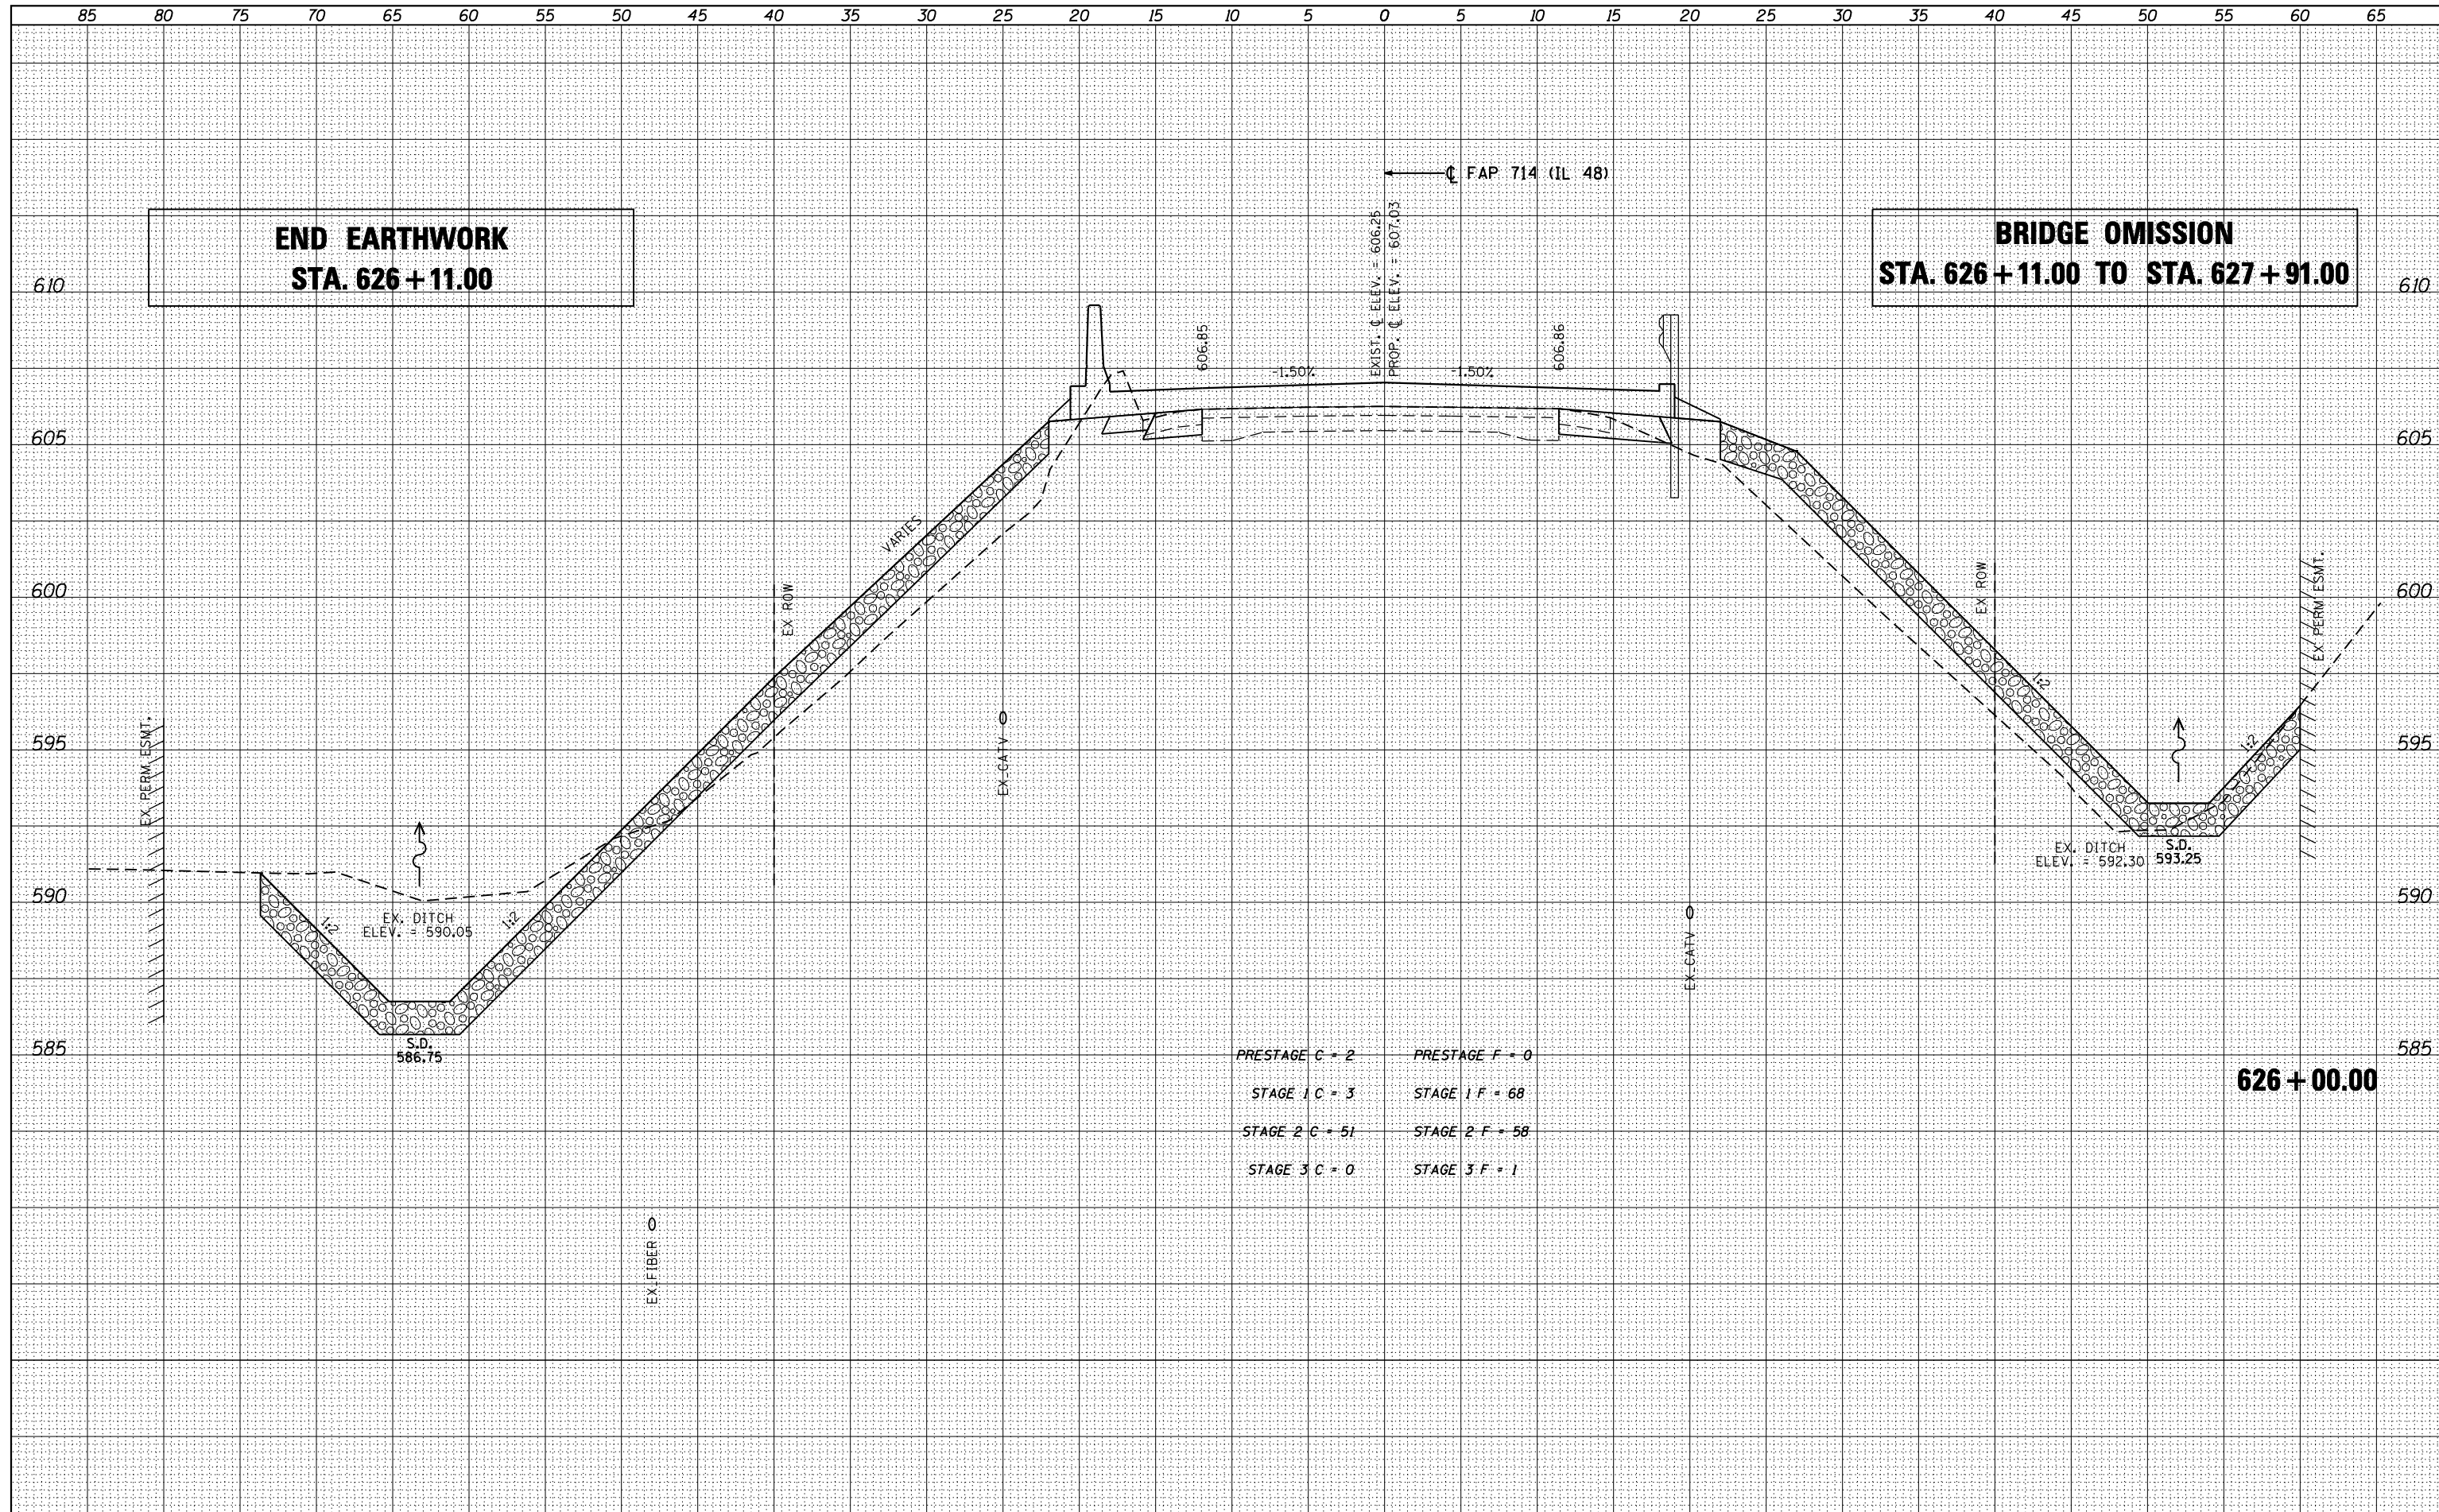 85 80 75 70 65 60 55 50 45 40 35 30 25 20 15 10 5 0 5 10 15 20 25 30 35 40 45 50 55 60 65
℄ FAP 714 (IL 48)
END EARTHWORK
STA. 626+11.00
BRIDGE OMISSION
STA. 626+11.00 TO STA. 627+91.00
EXIST. ℄ ELEV. = 606.25
PROP. ℄ ELEV. = 607.03
610
610
606.85
606.86
-1.50%
-1.50%
605
605
VARIES
600
600
EX ROW
EX ROW
EX PERM ESMT.
1:2
EX PERM ESMT.
EX_CATV
595
595
1:2
EX. DITCH
ELEV. = 592.30
S.D.
593.25
590
590
1:2
EX. DITCH
ELEV. = 590.05
1:2
EX_CATV
S.D.
586.75
585
585
PRESTAGE C = 2
PRESTAGE F = 0
STAGE 1 C = 3
STAGE 1 F = 68
STAGE 2 C = 51
STAGE 2 F = 58
STAGE 3 C = 0
STAGE 3 F = 1
626+00.00
EX_FIBER